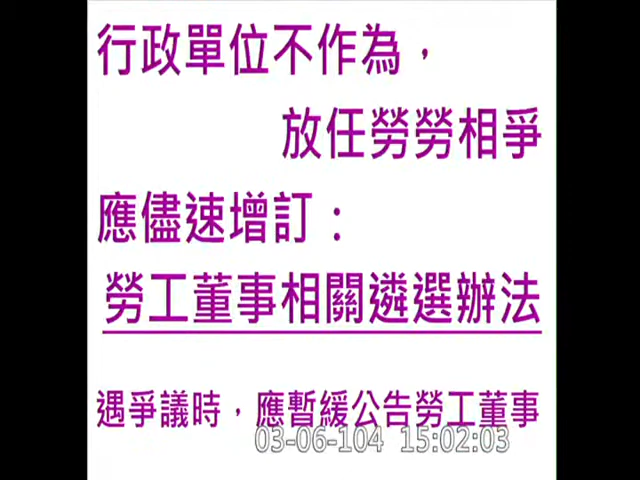 行政單位不作為，
放任勞勞相爭
應儘速增訂：
勞工董事相關遴選辦法
遇爭議時，應暫緩公告勞工董事
03-06-104 15:02:03